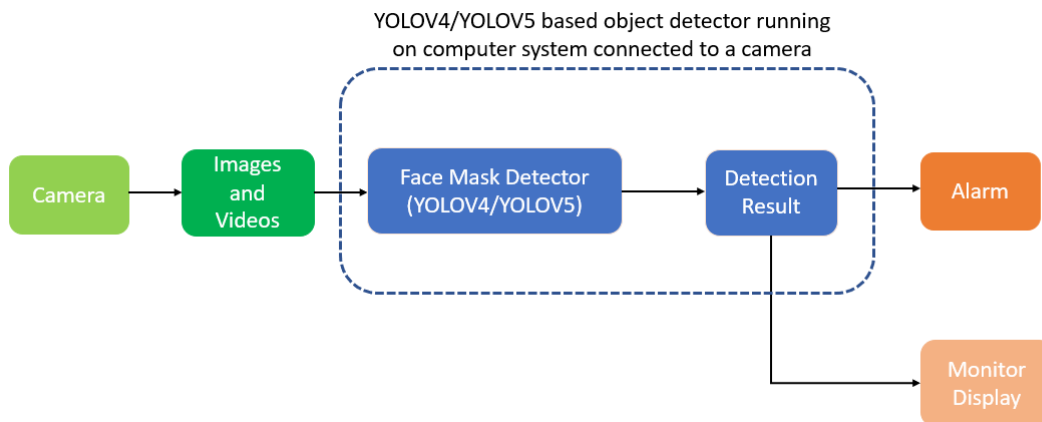 YOLOV4/YOLOV5 based object detector running
on computer system connected to a camera
Camera
Images
and
Videos
Face Mask Detector
(YOLOV4/YOLOV5)
Detection
Result
Alarm
Monitor
Display